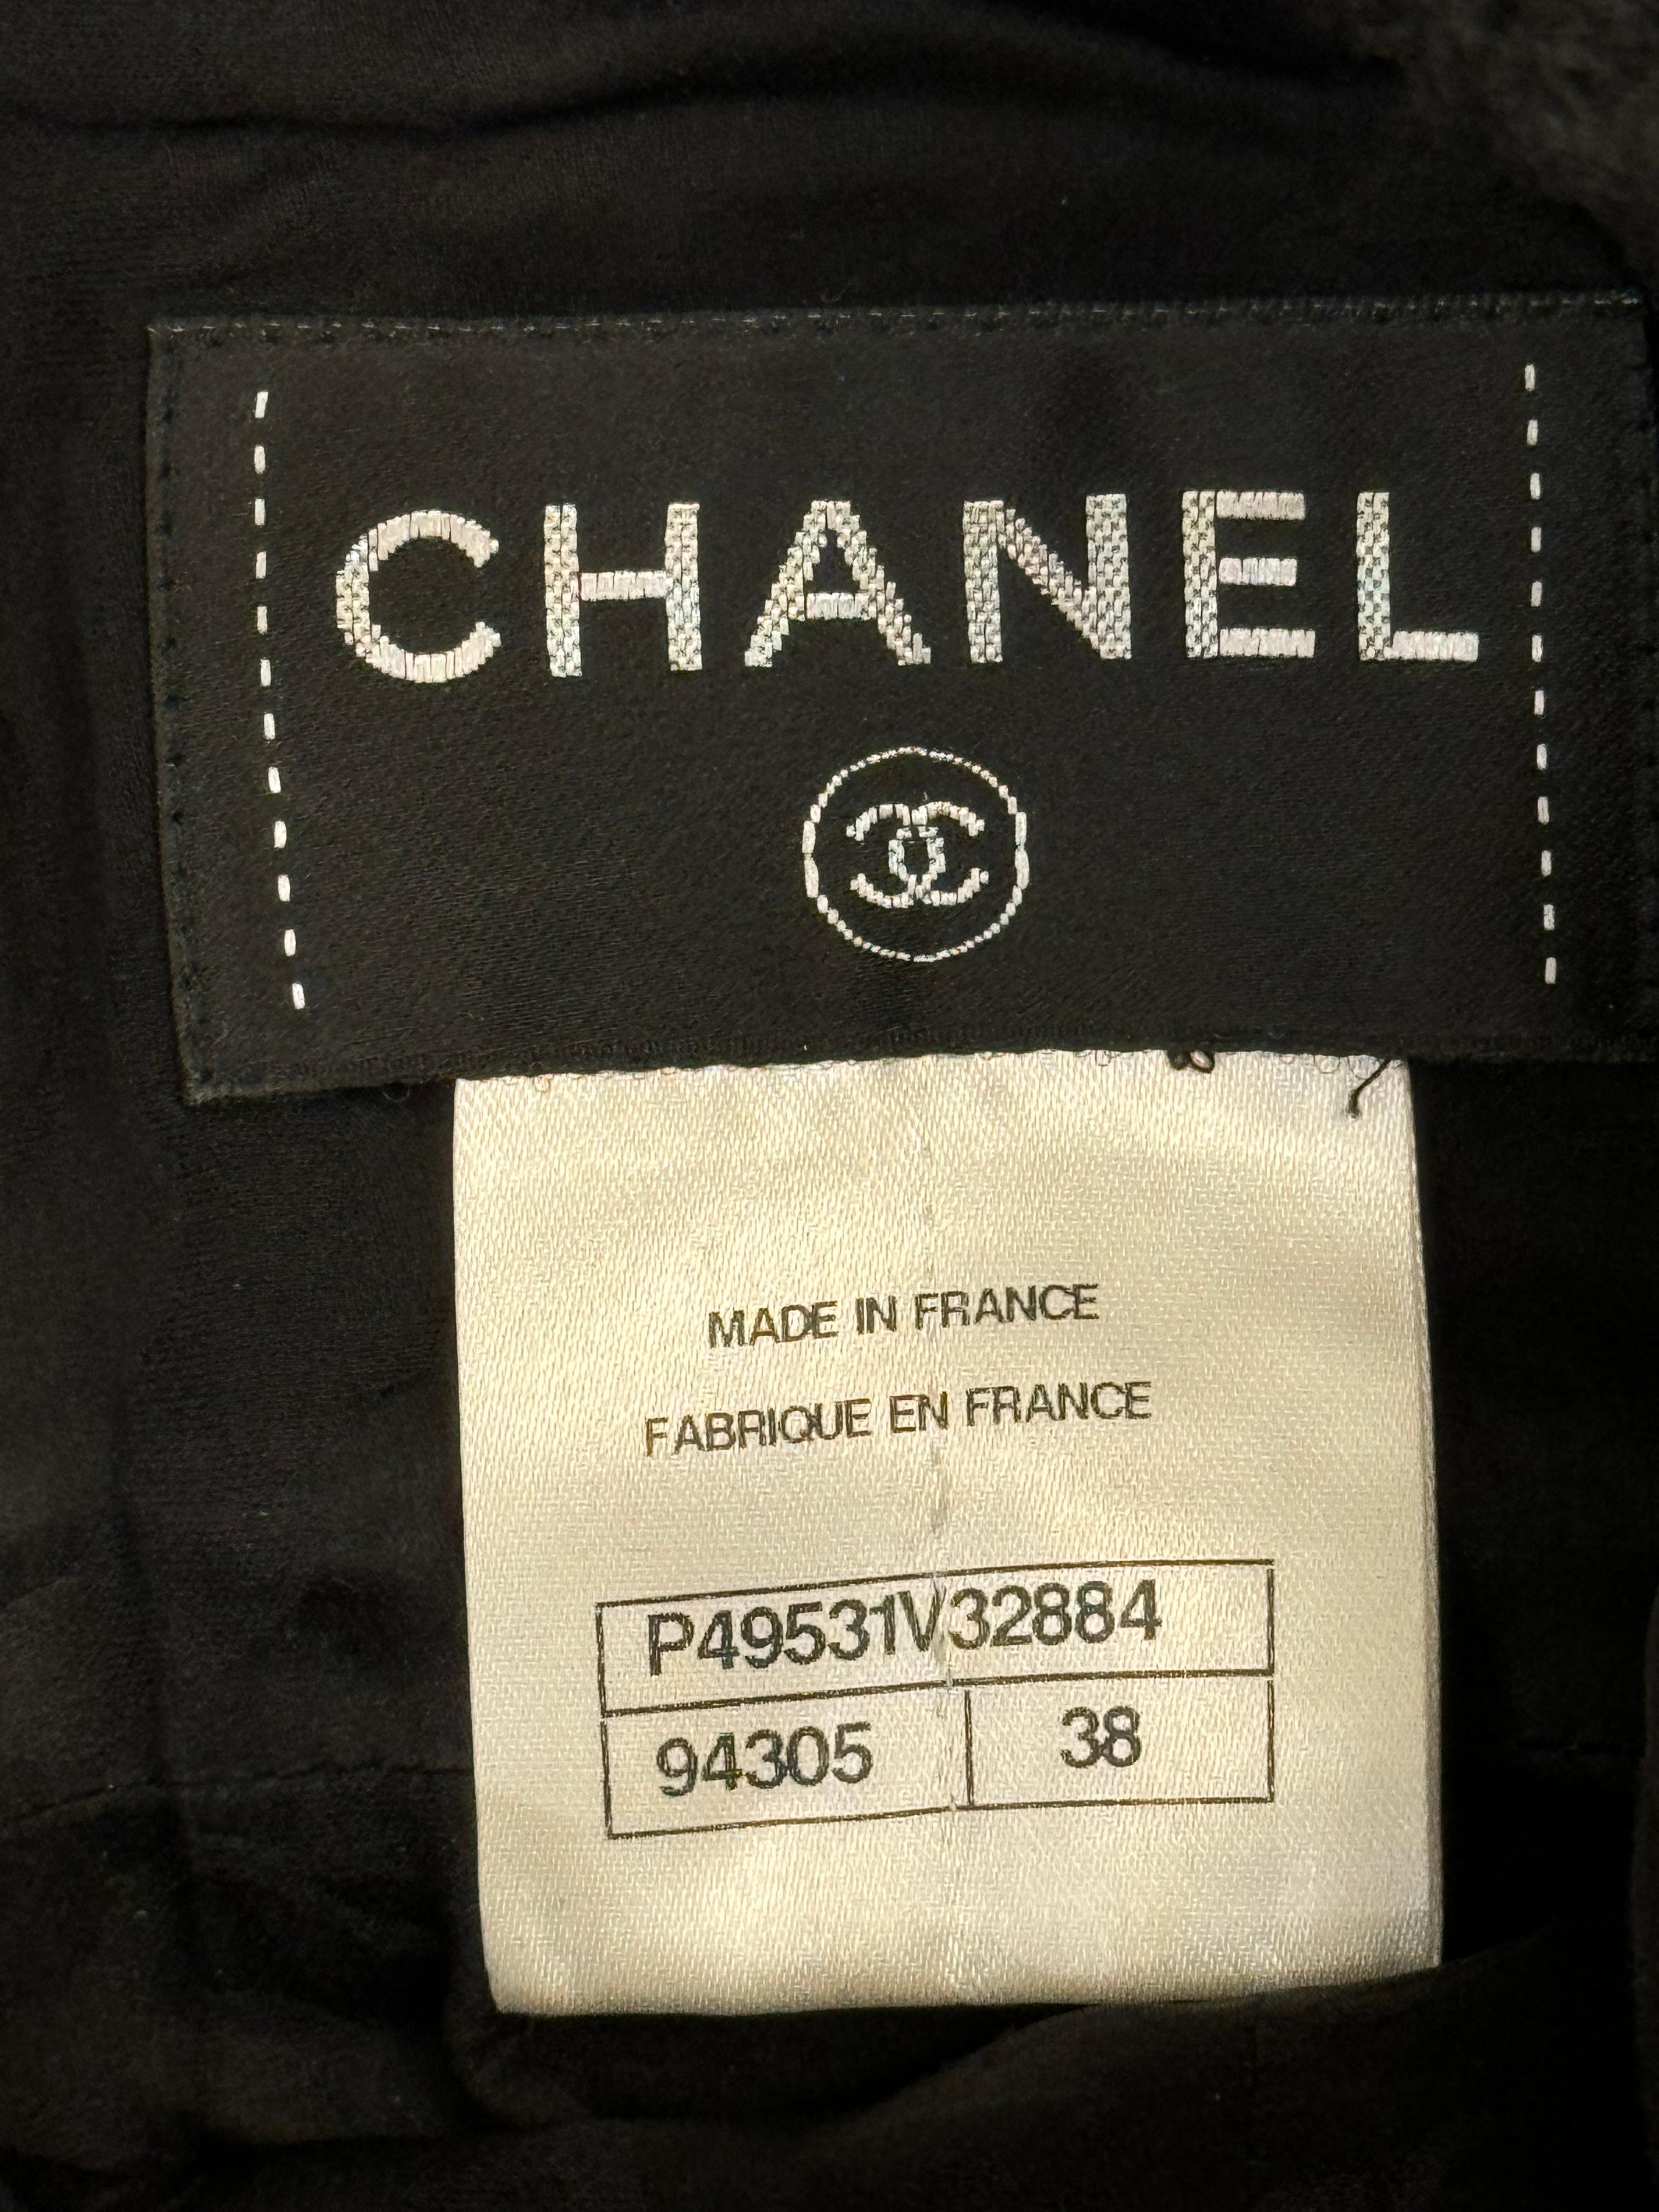 CHANEL
MADE IN FRANCE
FABRIQUE EN FRANCE
P49531V32884
94305 38